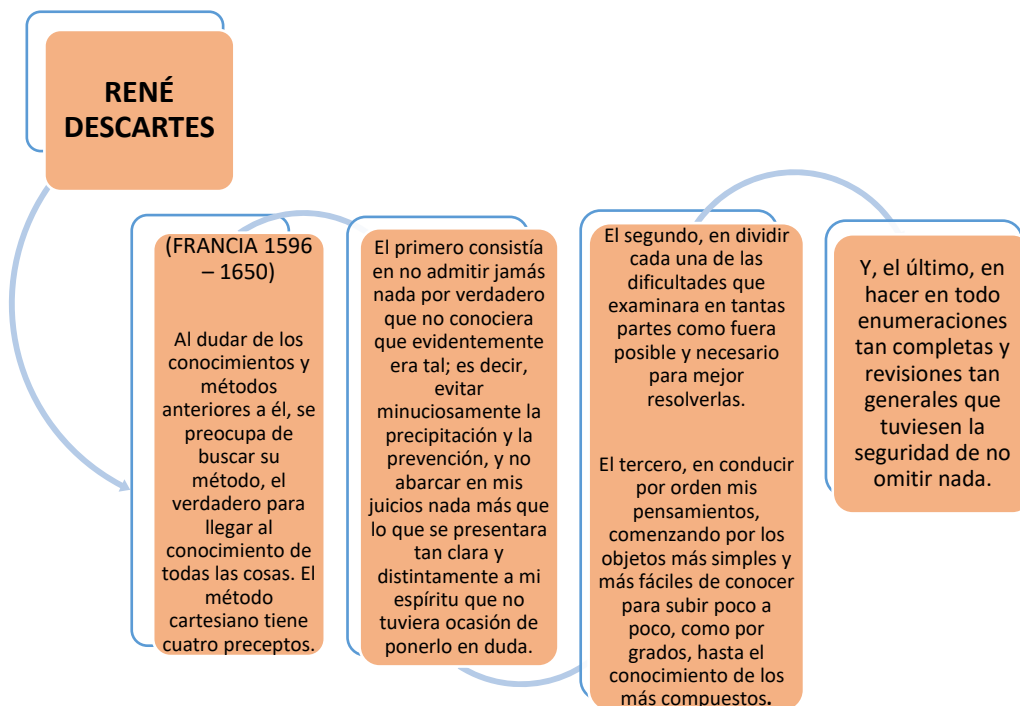 RENÉ
DESCARTES
(FRANCIA 1596
– 1650)
Al dudar de los
conocimientos y
métodos
anteriores a él, se
preocupa de
buscar su
método, el
verdadero para
llegar al
conocimiento de
todas las cosas. El
método
cartesiano tiene
cuatro preceptos.
El primero consistía
en no admitir jamás
nada por verdadero
que no conociera
que evidentemente
era tal; es decir,
evitar
minuciosamente la
precipitación y la
prevención, y no
abarcar en mis
juicios nada más que
lo que se presentara
tan clara y
distintamente a mi
espíritu que no
tuviera ocasión de
ponerlo en duda.
El segundo, en dividir
cada una de las
dificultades que
examinara en tantas
partes como fuera
posible y necesario
para mejor
resolverlas.
El tercero, en conducir
por orden mis
pensamientos,
comenzando por los
objetos más simples y
más fáciles de conocer
para subir poco a
poco, como por
grados, hasta el
conocimiento de los
más compuestos.
Y, el último, en
hacer en todo
enumeraciones
tan completas y
revisiones tan
generales que
tuviesen la
seguridad de no
omitir nada.